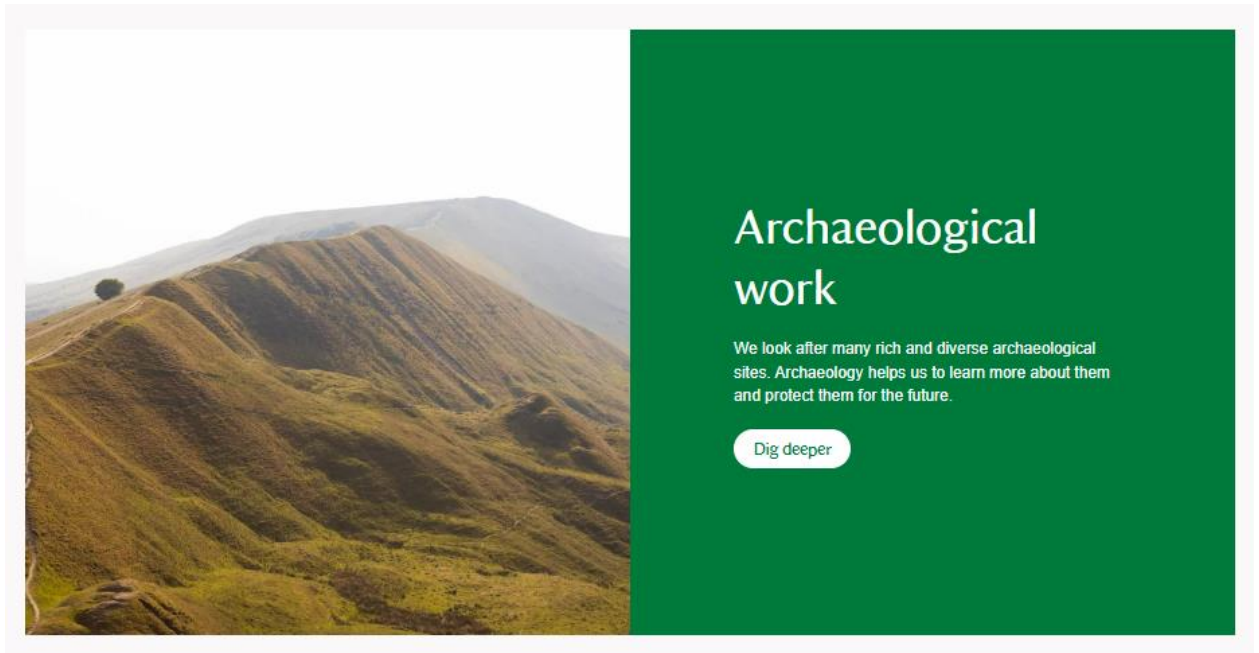 Archaeological
work
We look after many rich and diverse archaeological
sites. Archaeology helps us to learn more about them
and protect them for the future.
Dig deeper